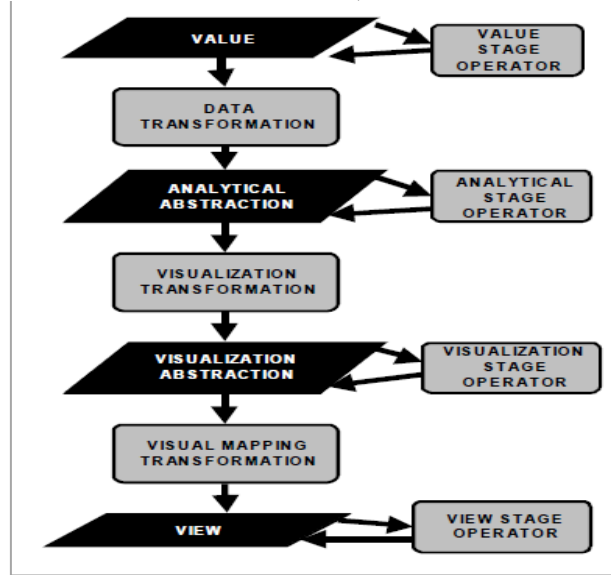 VALUE
VALUE
STAGE
OPERATOR
DATA
TRANSFORMATION
ANALYTICAL
ABSTRACTION
ANALYTICAL
STAGE
OPERATOR
VISUALIZATION
TRANSFORMATION
VISUALIZATION
ABSTRACTION
VISUALIZATION
STAGE
OPERATOR
VISUAL MAPPING
TRANSFORMATION
VIEW
VIEW STAGE
OPERATOR